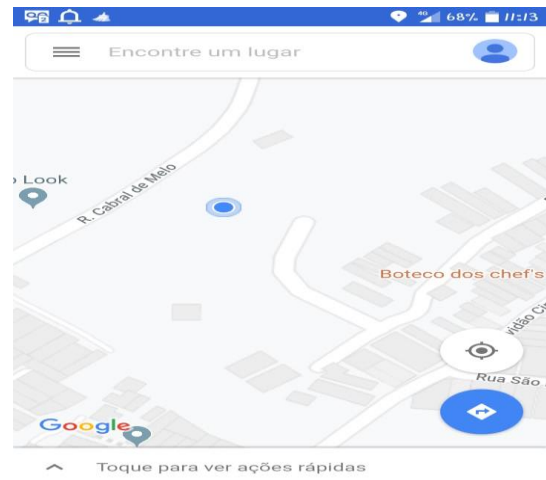 4G 68% 11:13
Encontre um lugar
Look
R. Cabral de Melo
Boteco dos chef's
Rua São
Google
Toque para ver ações rápidas